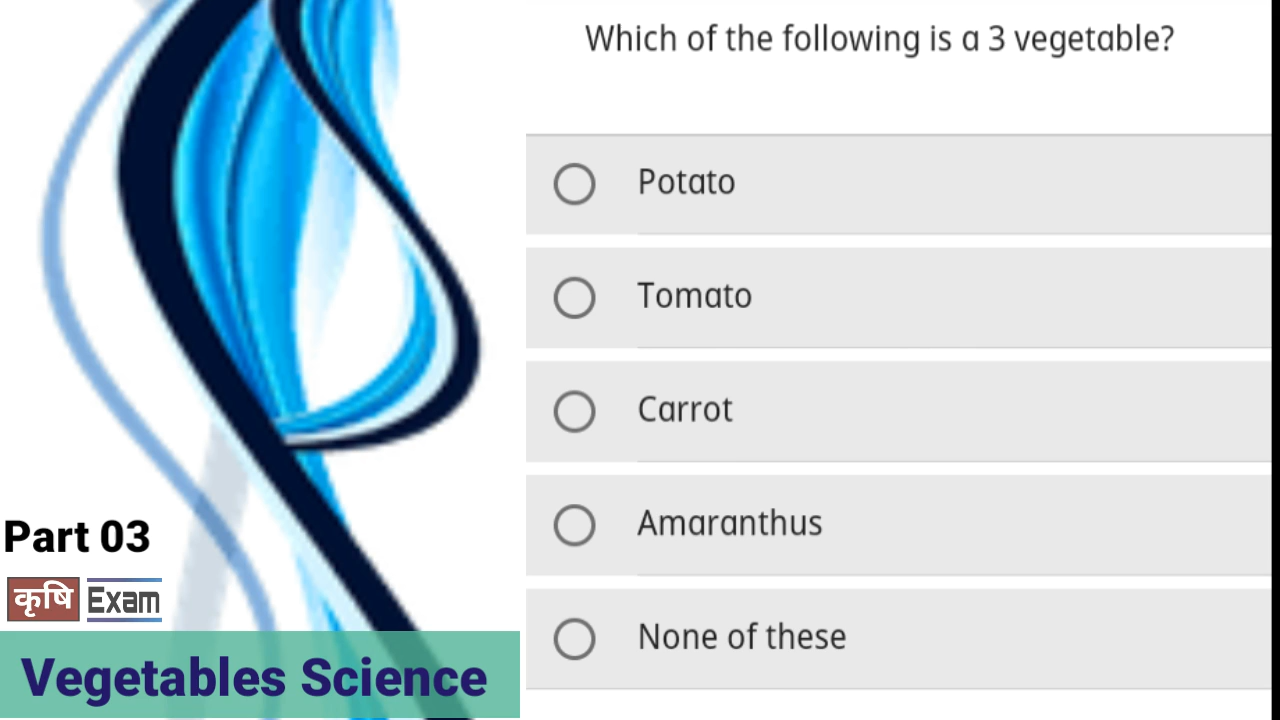 Which of the following is a 3 vegetable?
Potato
Tomato
Carrot
Amaranthus
None of these
Part 03
कृषि Exam
Vegetables Science